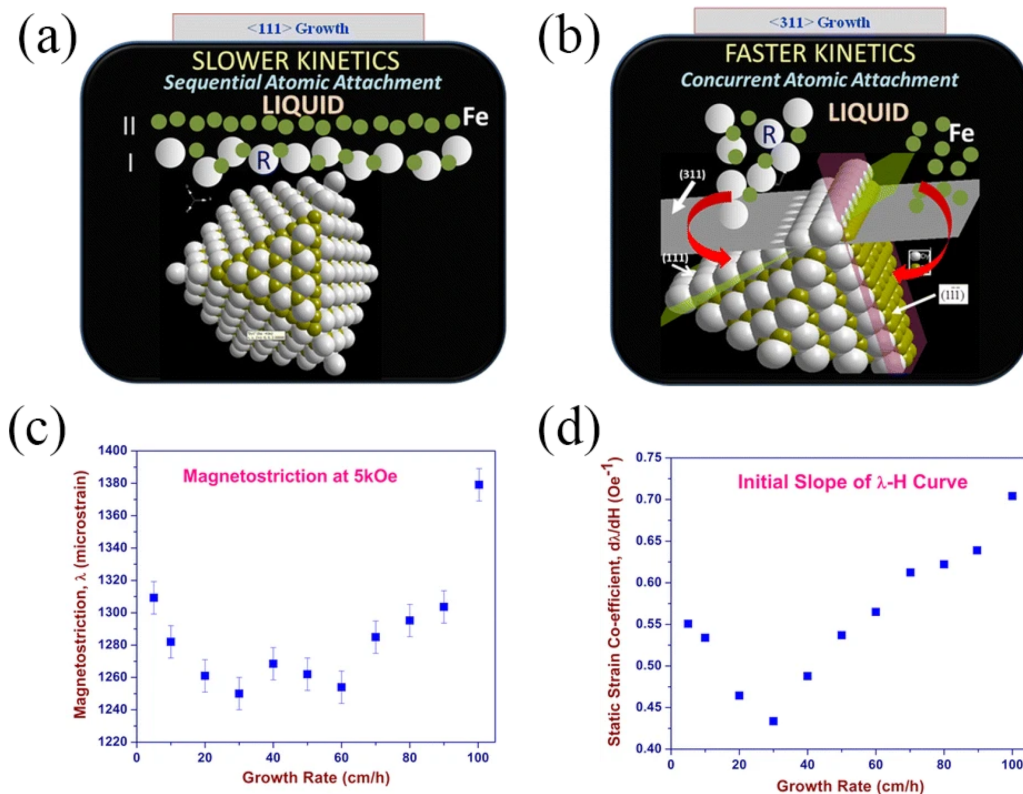 (a)
<111> Growth
SLOWER KINETICS
Sequential Atomic Attachment
LIQUID
II
Fe
I
R
(b)
<311> Growth
FASTER KINETICS
Concurrent Atomic Attachment
LIQUID
R
Fe
(311)
(111)
(c)
Magnetostriction at 5kOe
Magnetostriction, λ (microstrain)
1400
1380
1360
1340
1320
1300
1280
1260
1240
1220
0 20 40 60 80 100
Growth Rate (cm/h)
(d)
Initial Slope of λ-H Curve
Static Strain Co-efficient, dλ/dH (Oe⁻¹)
0.75
0.70
0.65
0.60
0.55
0.50
0.45
0.40
0 20 40 60 80 100
Growth Rate (cm/h)